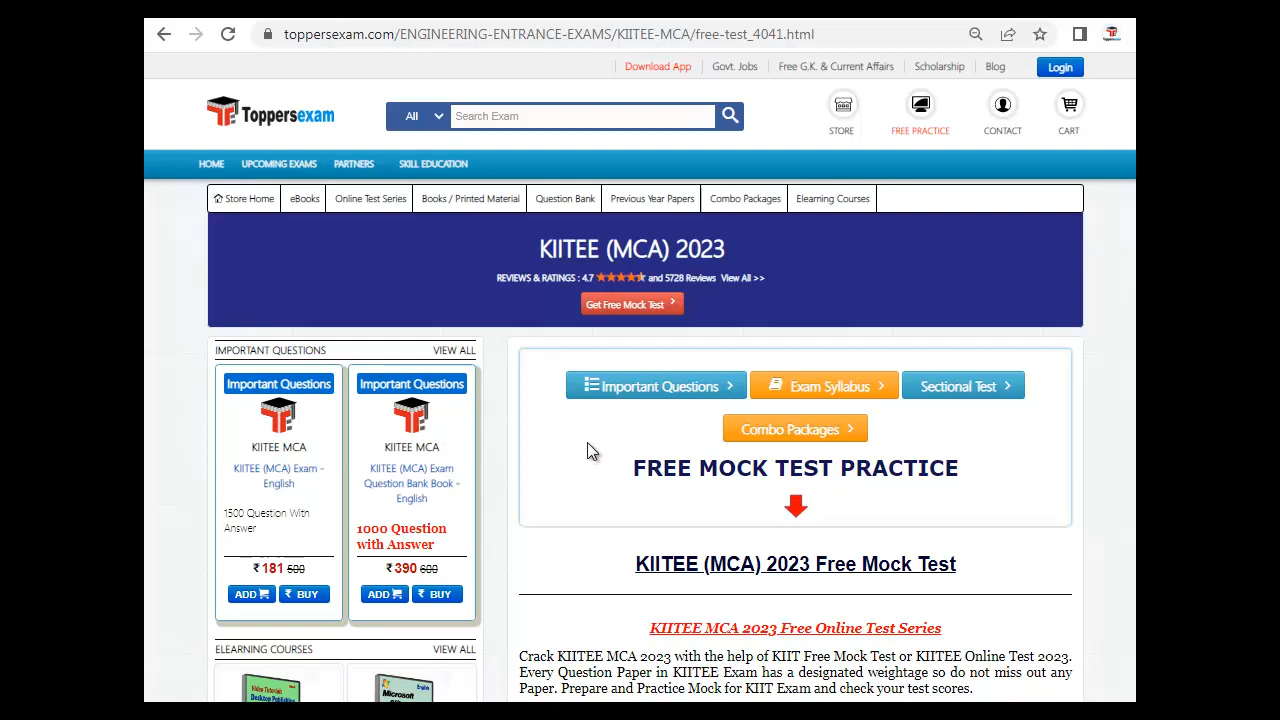 toppersexam.com/ENGINEERING-ENTRANCE-EXAMS/KIITEE-MCA/free-test_4041.html
Download App Govt. Jobs Free G.K. & Current Affairs Scholarship Blog Login
Toppersexam
All Search Exam
STORE FREE PRACTICE CONTACT CART
HOME UPCOMING EXAMS PARTNERS SKILL EDUCATION
Store Home eBooks Online Test Series Books / Printed Material Question Bank Previous Year Papers Combo Packages Elearning Courses
KIITEE (MCA) 2023
REVIEWS & RATINGS : 4.7 and 5728 Reviews View All >>
Get Free Mock Test
IMPORTANT QUESTIONS VIEW ALL
Important Questions
KIITEE MCA
KIITEE (MCA) Exam -
English
1500 Question With
Answer
₹ 181 500
ADD ₹ BUY
Important Questions
KIITEE MCA
KIITEE (MCA) Exam
Question Bank Book -
English
1000 Question
with Answer
₹ 390 600
ADD ₹ BUY
ELEARNING COURSES VIEW ALL
Video Tutorials
Desktop Publishing
English
Microsoft
Important Questions Exam Syllabus Sectional Test
Combo Packages
FREE MOCK TEST PRACTICE
KIITEE (MCA) 2023 Free Mock Test
KIITEE MCA 2023 Free Online Test Series
Crack KIITEE MCA 2023 with the help of KIIT Free Mock Test or KIITEE Online Test 2023.
Every Question Paper in KIITEE Exam has a designated weightage so do not miss out any
Paper. Prepare and Practice Mock for KIIT Exam and check your test scores.